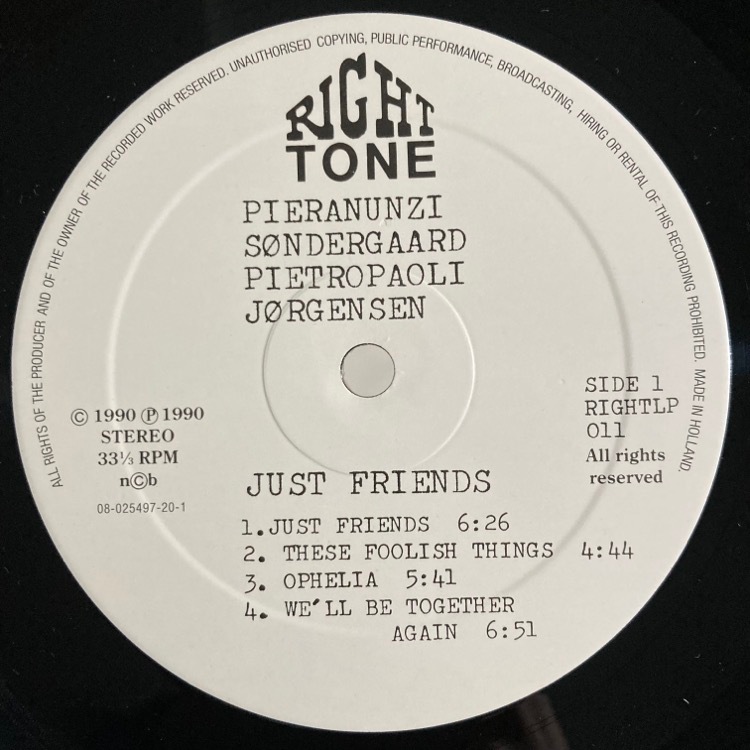 ALL RIGHTS OF THE PRODUCER AND OF THE OWNER OF THE RECORDED WORK RESERVED. UNAUTHORISED COPYING, PUBLIC PERFORMANCE, BROADCASTING, HIRING OR RENTAL OF THIS RECORDING PROHIBITED. MADE IN HOLLAND.
RIGHT
TONE
PIERANUNZI
SØNDERGAARD
PIETROPAOLI
JØRGENSEN
© 1990 ℗ 1990
STEREO
33⅓ RPM
n©b
08-025497-20-1
SIDE 1
RIGHTLP
011
All rights
reserved
JUST FRIENDS
1. JUST FRIENDS 6:26
2. THESE FOOLISH THINGS 4:44
3. OPHELIA 5:41
4. WE'LL BE TOGETHER
AGAIN 6:51